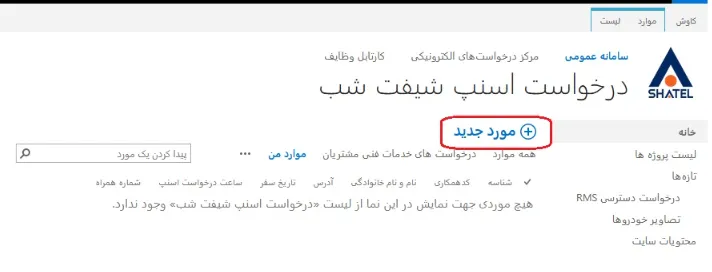 کاوش موارد لیست
سامانه عمومی مرکز درخواست‌های الکترونیکی کارتابل وظایف
درخواست اسنپ شیفت شب
SHATEL
خانه
لیست پروژه ها
تازه‌ها
درخواست دسترسی RMS
تصاویر خودروها
محتویات سایت
مورد جدید
همه موارد درخواست های خدمات فنی مشتریان موارد من ••• پیدا کردن یک مورد
✓ شناسه کدهمکاری نام و نام خانوادگی آدرس تاریخ سفر ساعت درخواست اسنپ شماره همراه
هیچ موردی جهت نمایش در این نما از لیست «درخواست اسنپ شیفت شب» وجود ندارد.